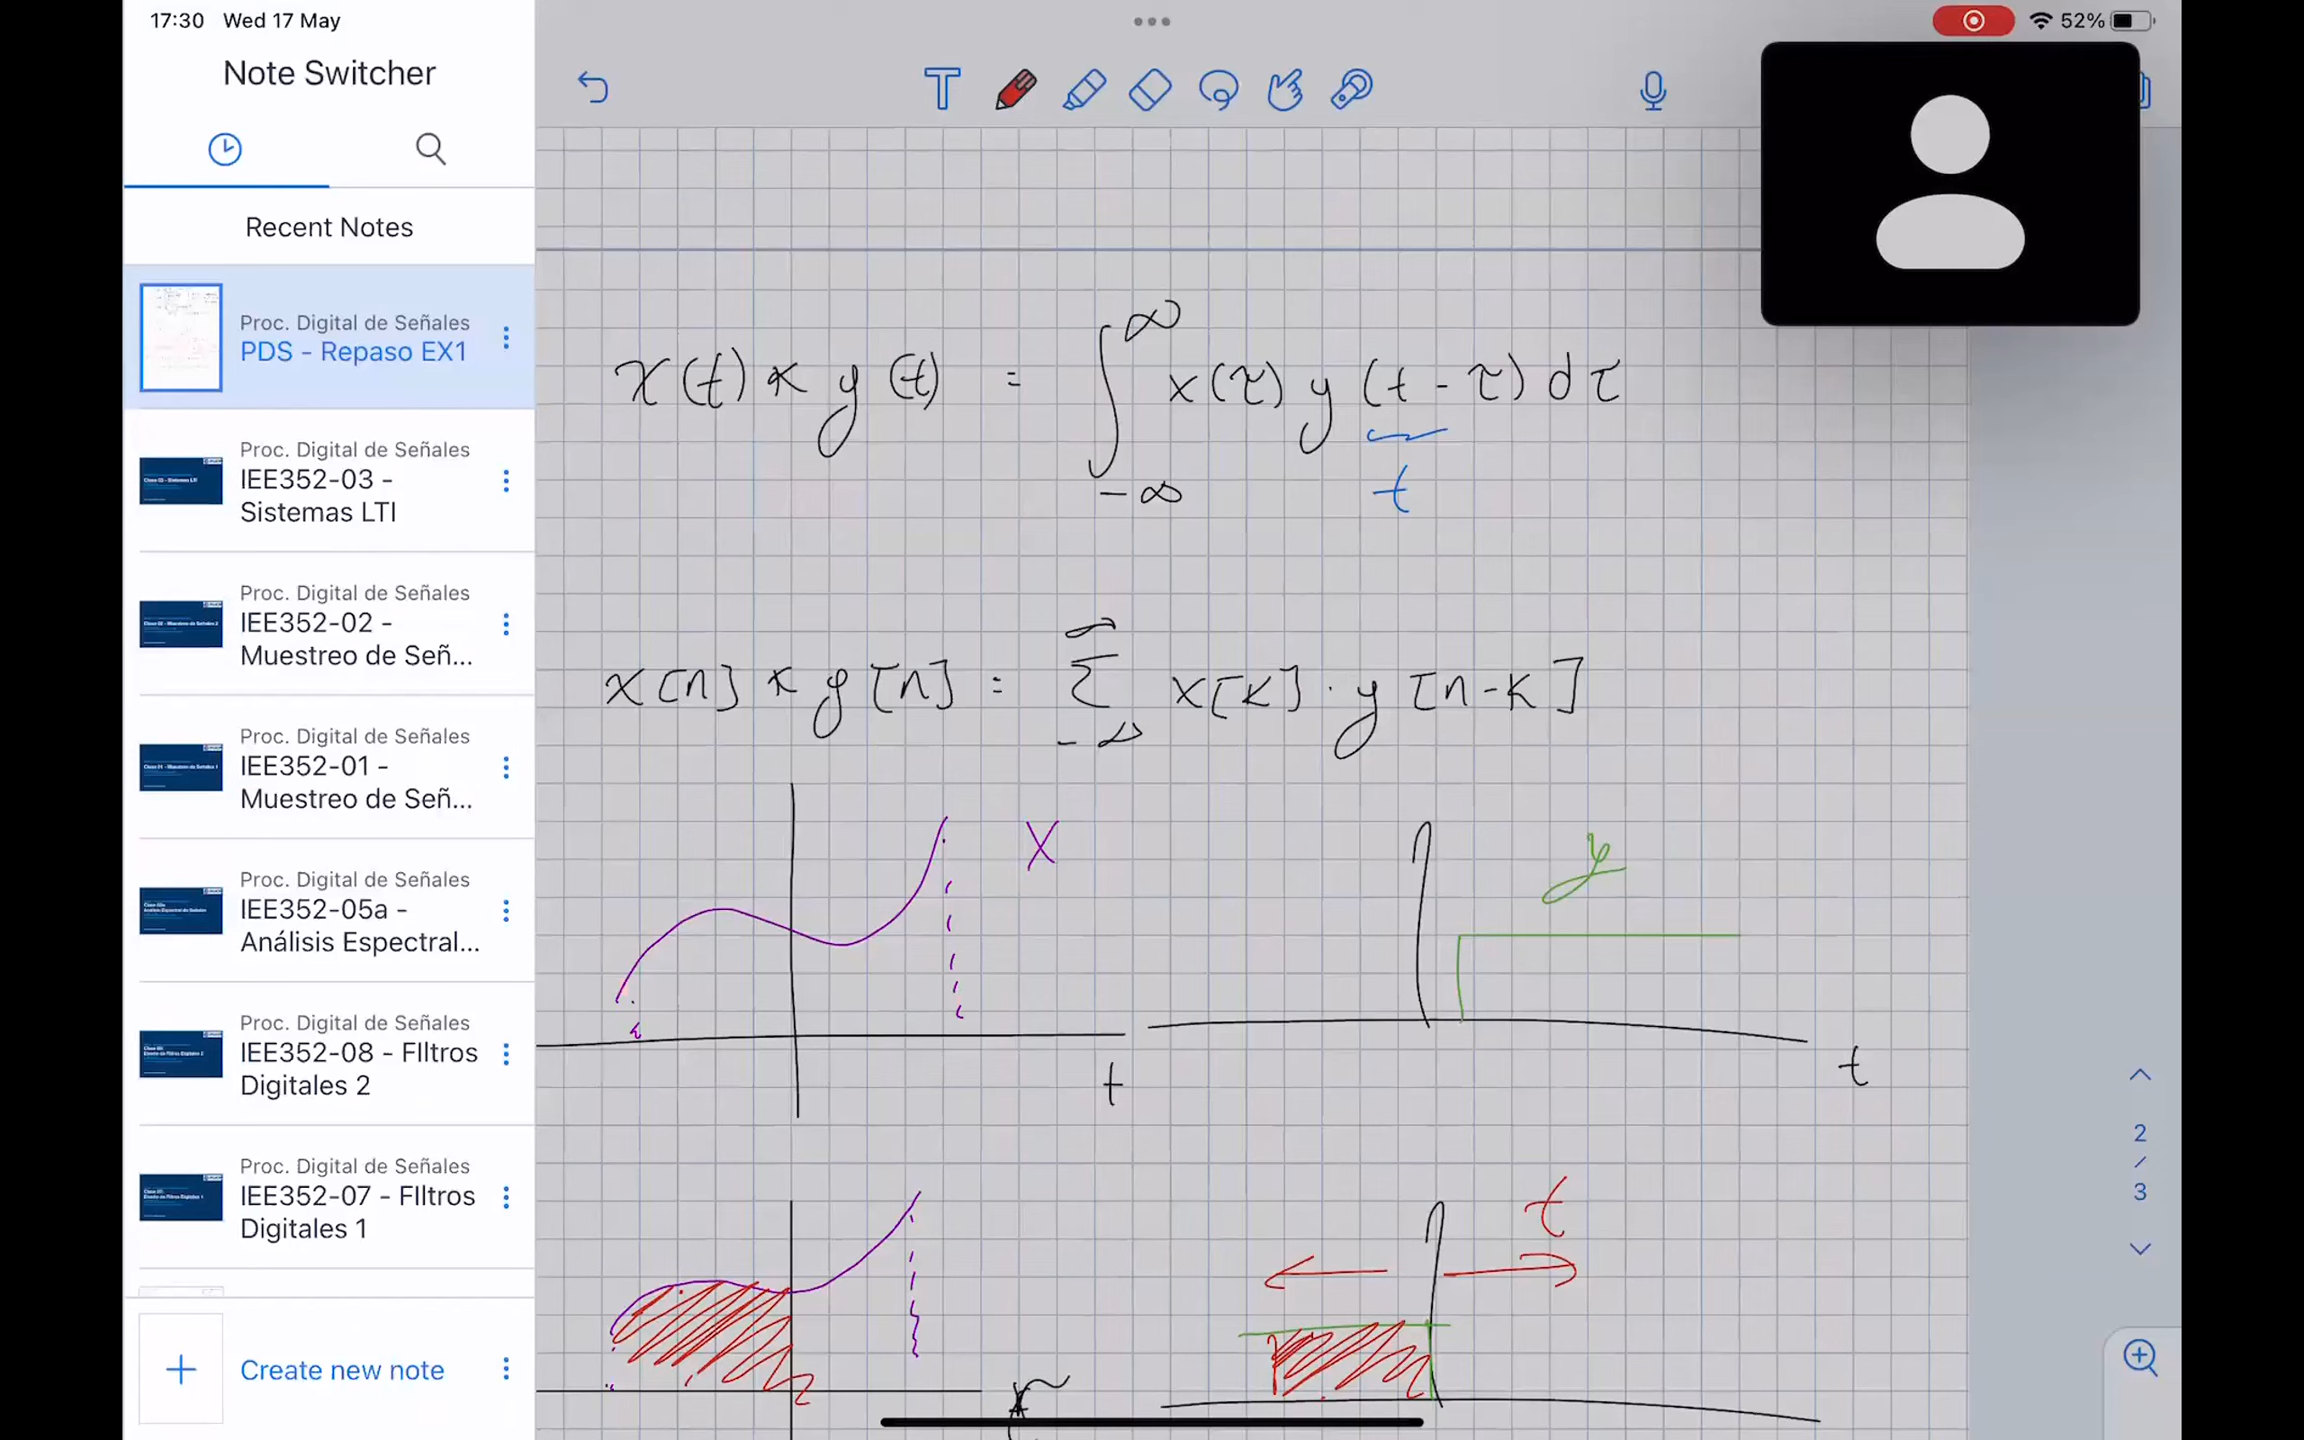 17:30 Wed 17 May
52%
Note Switcher
Recent Notes
Proc. Digital de Señales
PDS - Repaso EX1
Proc. Digital de Señales
IEE352-03 -
Sistemas LTI
Proc. Digital de Señales
IEE352-02 -
Muestreo de Señ...
Proc. Digital de Señales
IEE352-01 -
Muestreo de Señ...
Proc. Digital de Señales
IEE352-05a -
Análisis Espectral...
Proc. Digital de Señales
IEE352-08 - FIltros
Digitales 2
Proc. Digital de Señales
IEE352-07 - FIltros
Digitales 1
Create new note
x(t) * y(t) = ∫ ∞ -∞ x(τ) y(t-τ) dτ
t
x[n] * y[n] = Σ ∞ -∞ x[k] · y[n-k]
X
y
t
t
t
2
/
3